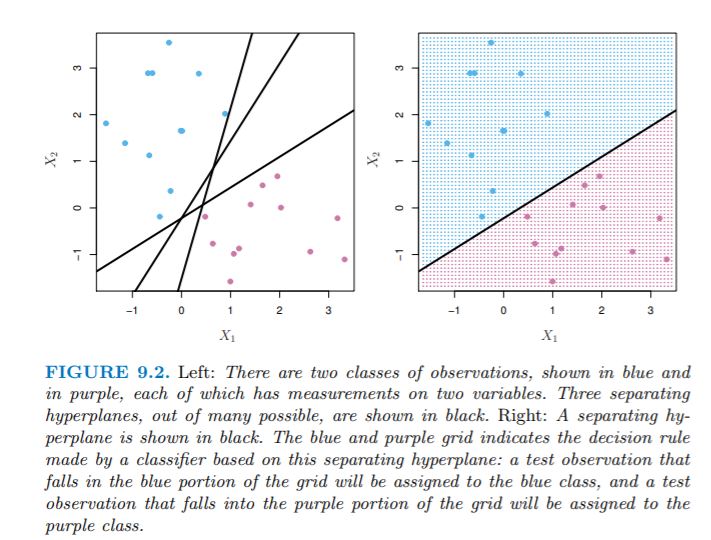 3
2
1
0
−1
X2
−1
0
1
2
3
X1
3
2
1
0
−1
X2
−1
0
1
2
3
X1
FIGURE 9.2. Left: There are two classes of observations, shown in blue and
in purple, each of which has measurements on two variables. Three separating
hyperplanes, out of many possible, are shown in black. Right: A separating hy-
perplane is shown in black. The blue and purple grid indicates the decision rule
made by a classifier based on this separating hyperplane: a test observation that
falls in the blue portion of the grid will be assigned to the blue class, and a test
observation that falls into the purple portion of the grid will be assigned to the
purple class.